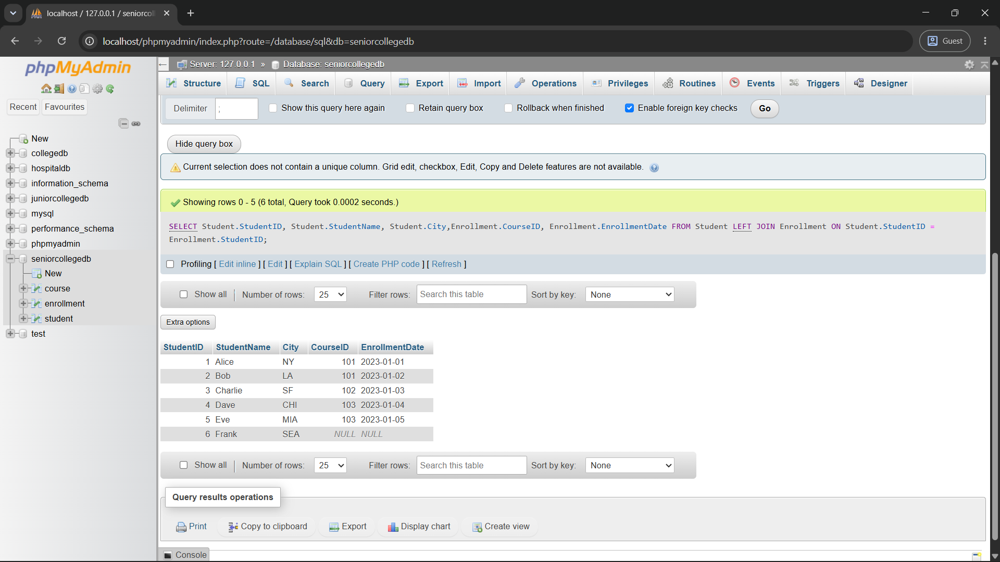 localhost / 127.0.0.1 / seniorcoll
localhost/phpmyadmin/index.php?route=/database/sql&db=seniorcollegedb
Guest
phpMyAdmin
Recent
Favourites
New
collegedb
hospitaldb
information_schema
juniorcollegedb
mysql
performance_schema
phpmyadmin
seniorcollegedb
New
course
enrollment
student
test
Server: 127.0.0.1 » Database: seniorcollegedb
Structure SQL Search Query Export Import Operations Privileges Routines Events Triggers Designer
Delimiter ; Show this query here again Retain query box Rollback when finished Enable foreign key checks Go
Hide query box
Current selection does not contain a unique column. Grid edit, checkbox, Edit, Copy and Delete features are not available.
Showing rows 0 - 5 (6 total, Query took 0.0002 seconds.)
SELECT Student.StudentID, Student.StudentName, Student.City,Enrollment.CourseID, Enrollment.EnrollmentDate FROM Student LEFT JOIN Enrollment ON Student.StudentID =
Enrollment.StudentID;
Profiling [ Edit inline ] [ Edit ] [ Explain SQL ] [ Create PHP code ] [ Refresh ]
Show all | Number of rows: 25 Filter rows: Search this table Sort by key: None
Extra options
StudentID StudentName City CourseID EnrollmentDate
1 Alice NY 101 2023-01-01
2 Bob LA 101 2023-01-02
3 Charlie SF 102 2023-01-03
4 Dave CHI 103 2023-01-04
5 Eve MIA 103 2023-01-05
6 Frank SEA NULL NULL
Show all | Number of rows: 25 Filter rows: Search this table Sort by key: None
Query results operations
Print Copy to clipboard Export Display chart Create view
Console